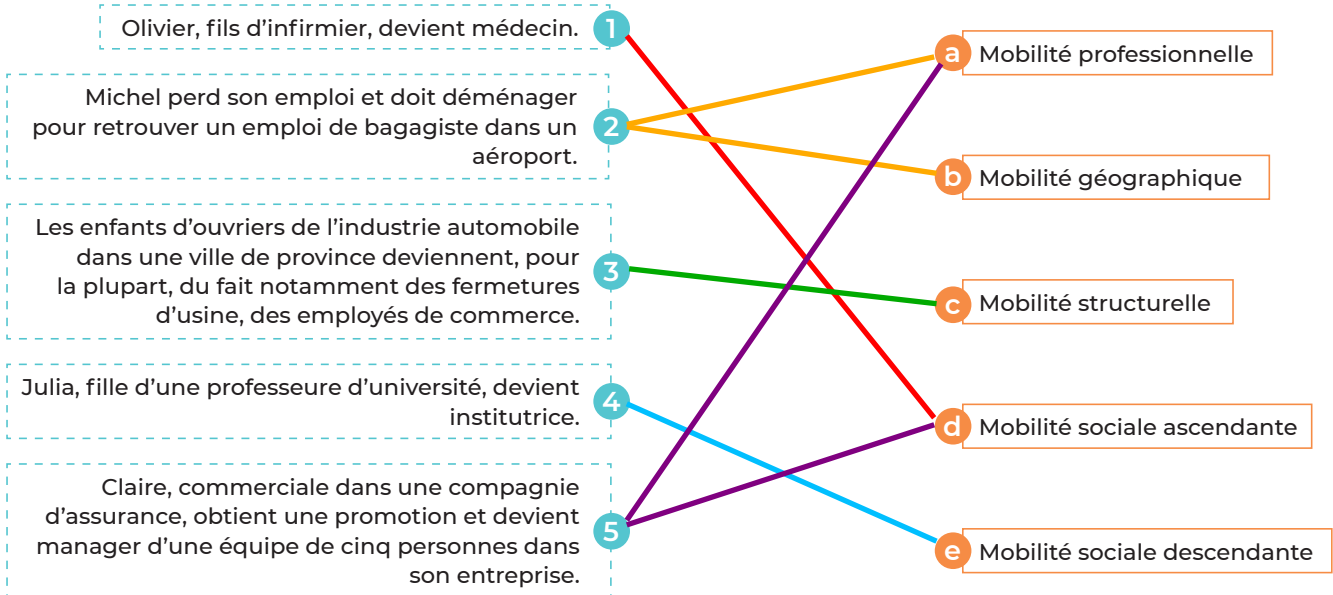 Olivier, fils d’infirmier, devient médecin.
1
Michel perd son emploi et doit déménager
pour retrouver un emploi de bagagiste dans un
aéroport.
2
Les enfants d’ouvriers de l’industrie automobile
dans une ville de province deviennent, pour
la plupart, du fait notamment des fermetures
d’usine, des employés de commerce.
3
Julia, fille d’une professeure d’université, devient
institutrice.
4
Claire, commerciale dans une compagnie
d’assurance, obtient une promotion et devient
manager d’une équipe de cinq personnes dans
son entreprise.
5
a Mobilité professionnelle
b Mobilité géographique
c Mobilité structurelle
d Mobilité sociale ascendante
e Mobilité sociale descendante